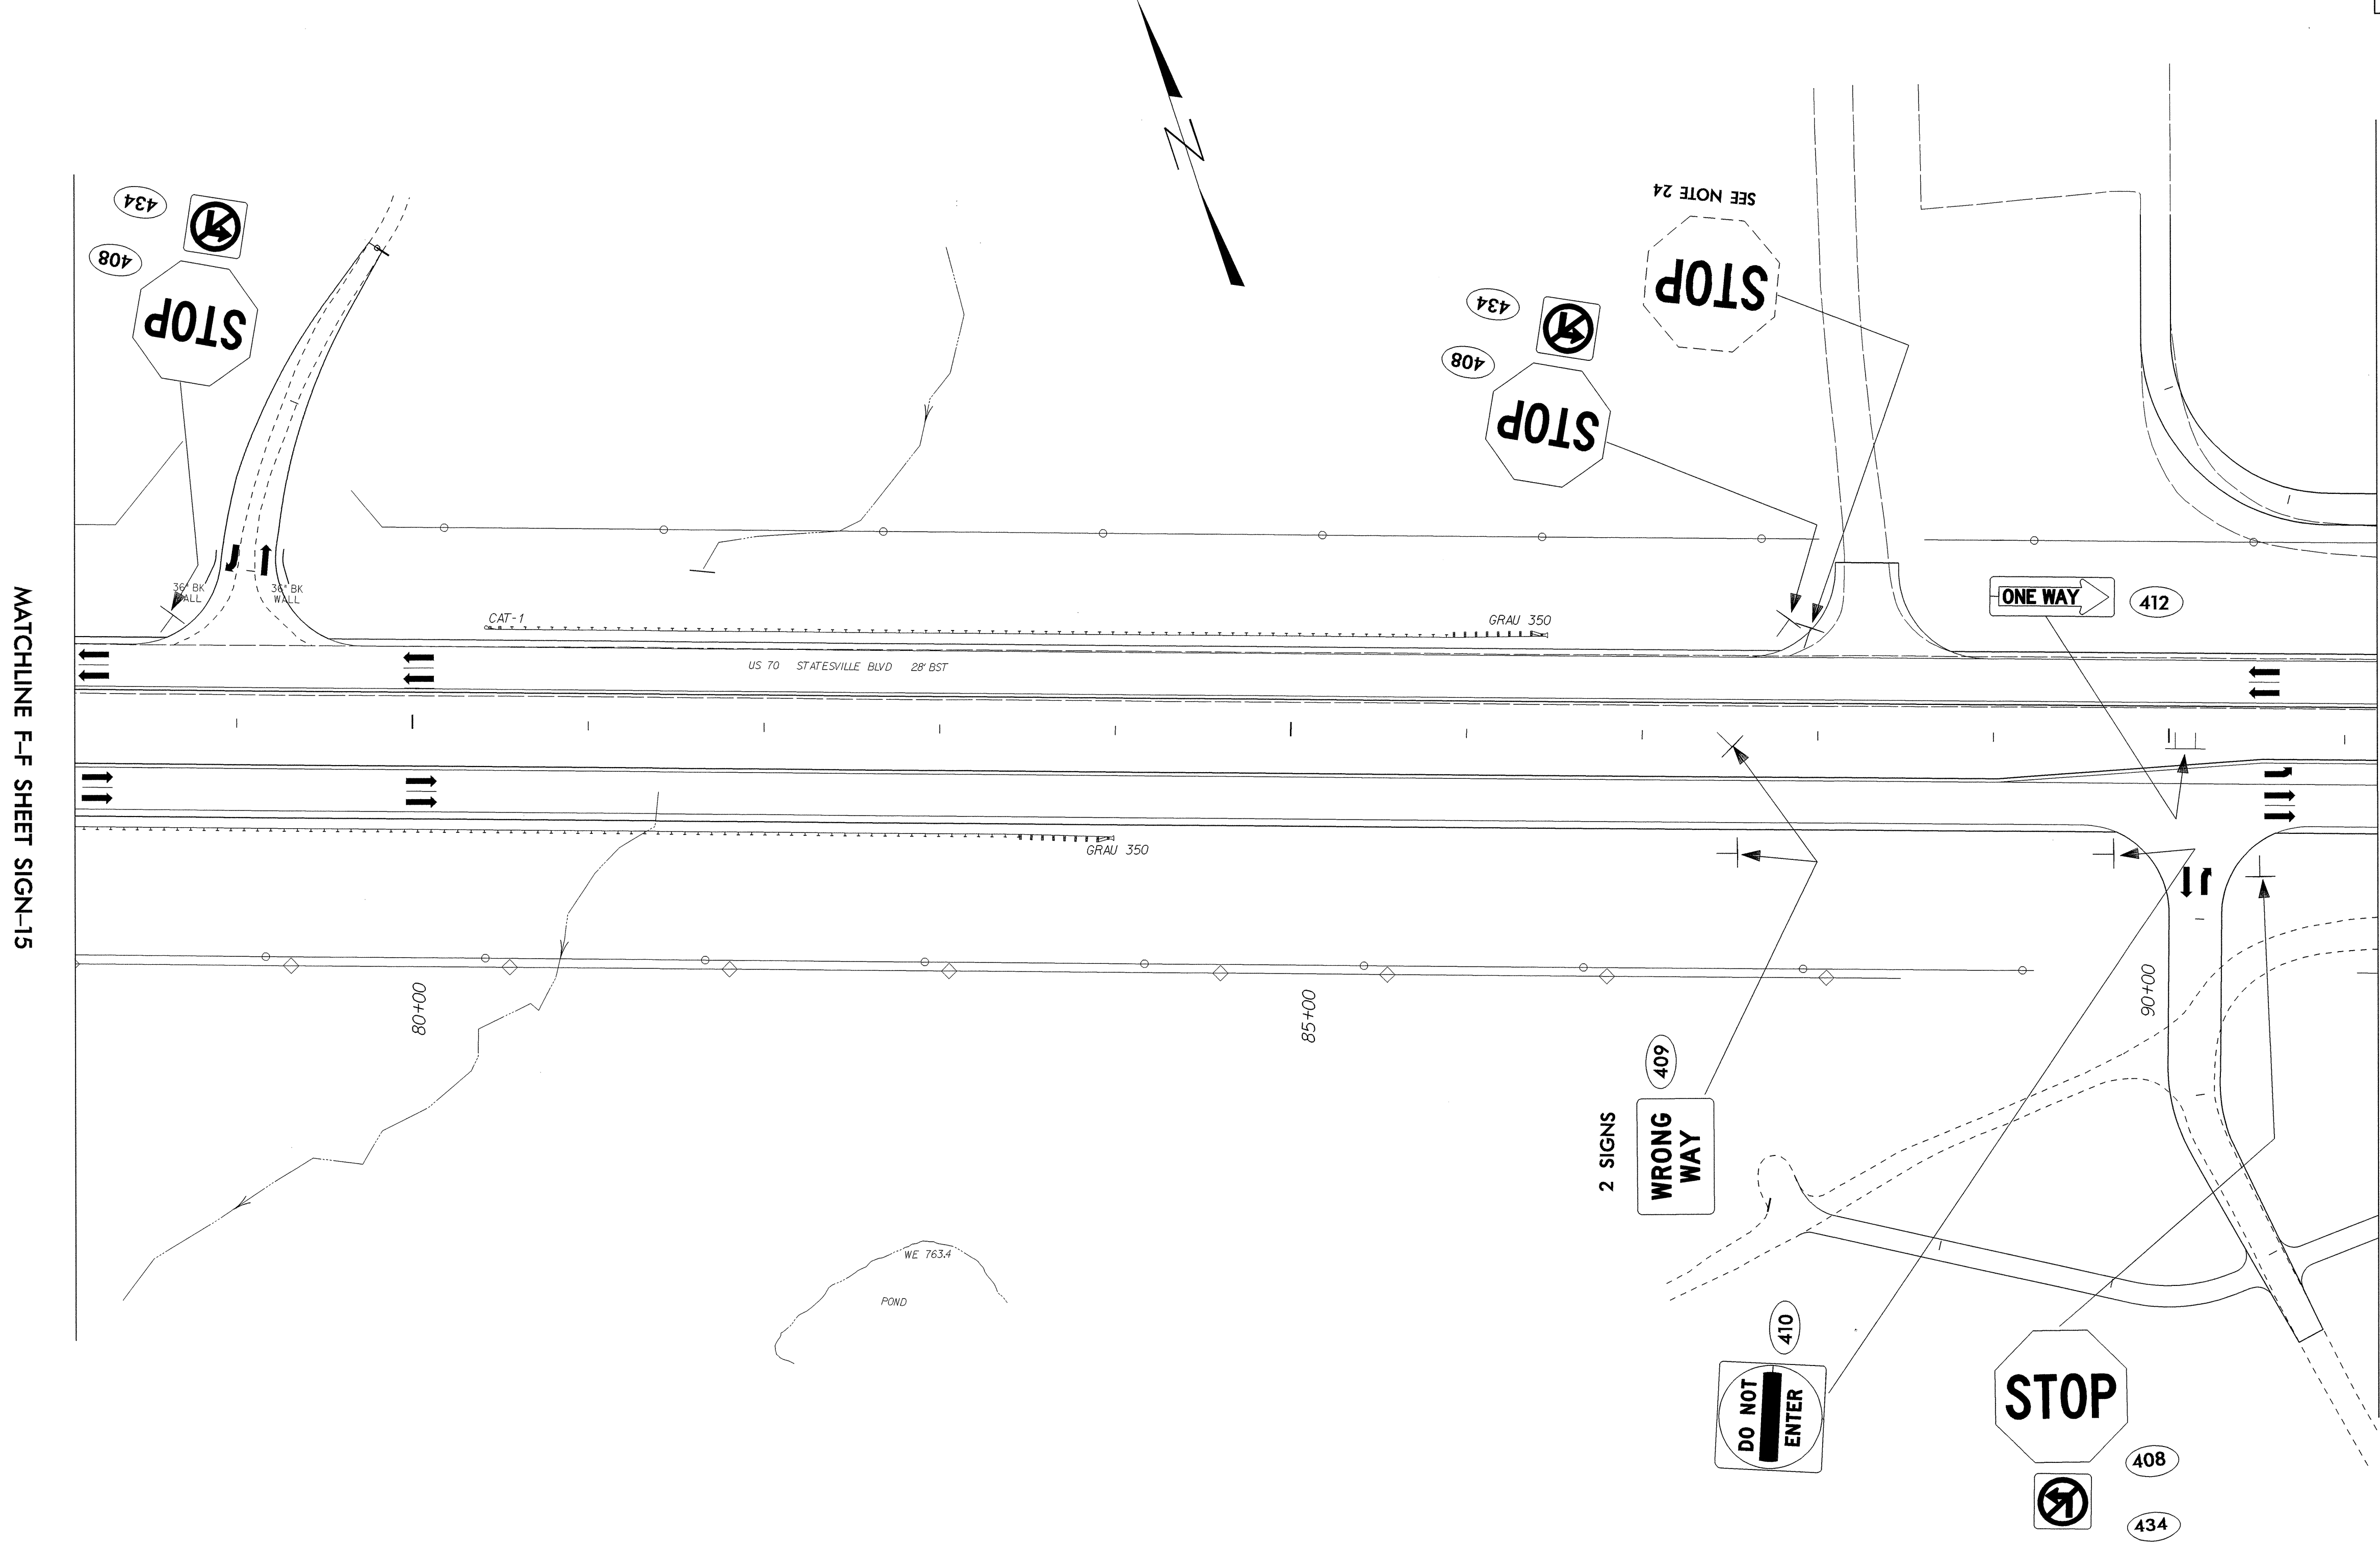 434
408
STOP
36" BK
WALL
36" BK
WALL
SEE NOTE 24
STOP
434
408
STOP
ONE WAY
412
CAT-1
GRAU 350
US 70 STATESVILLE BLVD 28' BST
GRAU 350
MATCHLINE F-F SHEET SIGN-15
80+00
85+00
90+00
409
2 SIGNS
WRONG
WAY
WE 763.4
POND
410
DO NOT
ENTER
STOP
408
434